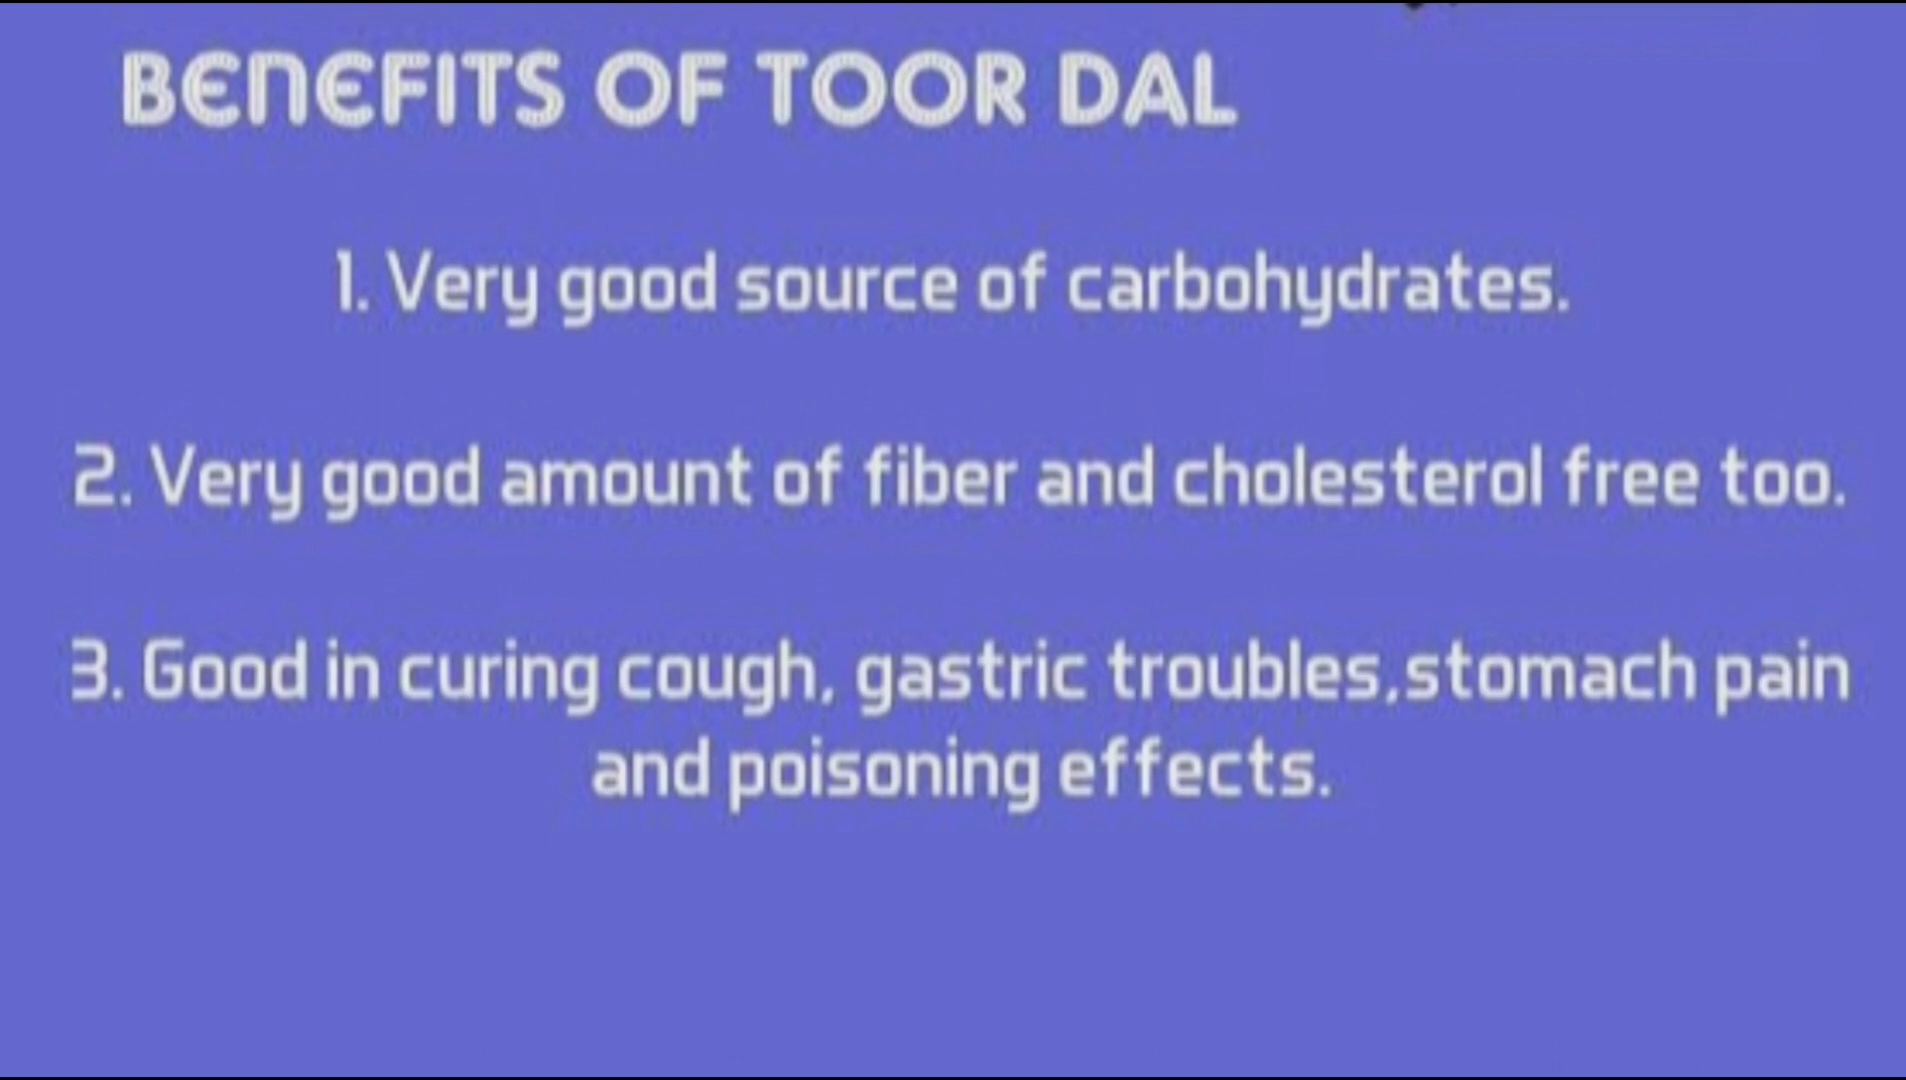 BENEFITS OF TOOR DAL
1. Very good source of carbohydrates.
2. Very good amount of fiber and cholesterol free too.
3. Good in curing cough, gastric troubles,stomach pain
and poisoning effects.